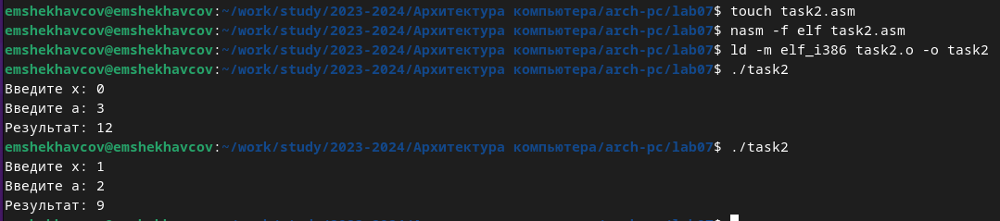 emshekhavcov@emshekhavcov:~/work/study/2023-2024/Архитектура компьютера/arch-pc/lab07$ touch task2.asm
emshekhavcov@emshekhavcov:~/work/study/2023-2024/Архитектура компьютера/arch-pc/lab07$ nasm -f elf task2.asm
emshekhavcov@emshekhavcov:~/work/study/2023-2024/Архитектура компьютера/arch-pc/lab07$ ld -m elf_i386 task2.o -o task2
emshekhavcov@emshekhavcov:~/work/study/2023-2024/Архитектура компьютера/arch-pc/lab07$ ./task2
Введите x: 0
Введите a: 3
Результат: 12
emshekhavcov@emshekhavcov:~/work/study/2023-2024/Архитектура компьютера/arch-pc/lab07$ ./task2
Введите x: 1
Введите a: 2
Результат: 9